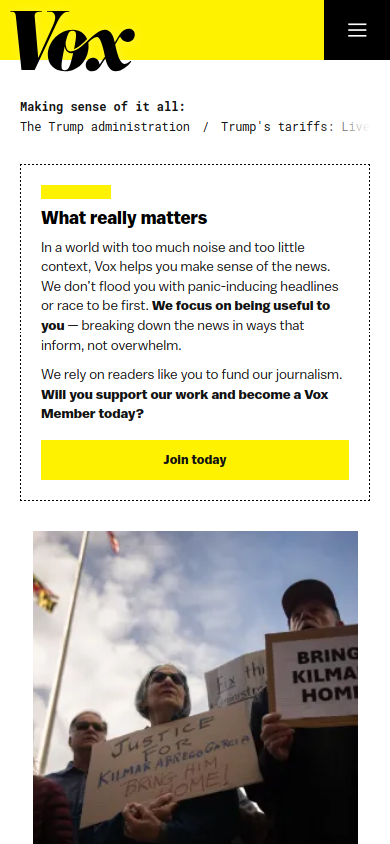 Vox
Making sense of it all:
The Trump administration / Trump's tariffs: Live
What really matters
In a world with too much noise and too little
context, Vox helps you make sense of the news.
We don't flood you with panic-inducing headlines
or race to be first. We focus on being useful to
you — breaking down the news in ways that
inform, not overwhelm.
We rely on readers like you to fund our journalism.
Will you support our work and become a Vox
Member today?
Join today
Fix thi
BRING
KILMA
HOME
JUSTICE
FOR
KILMAR ABREGO GARCIA
BRING HIM
HOME!